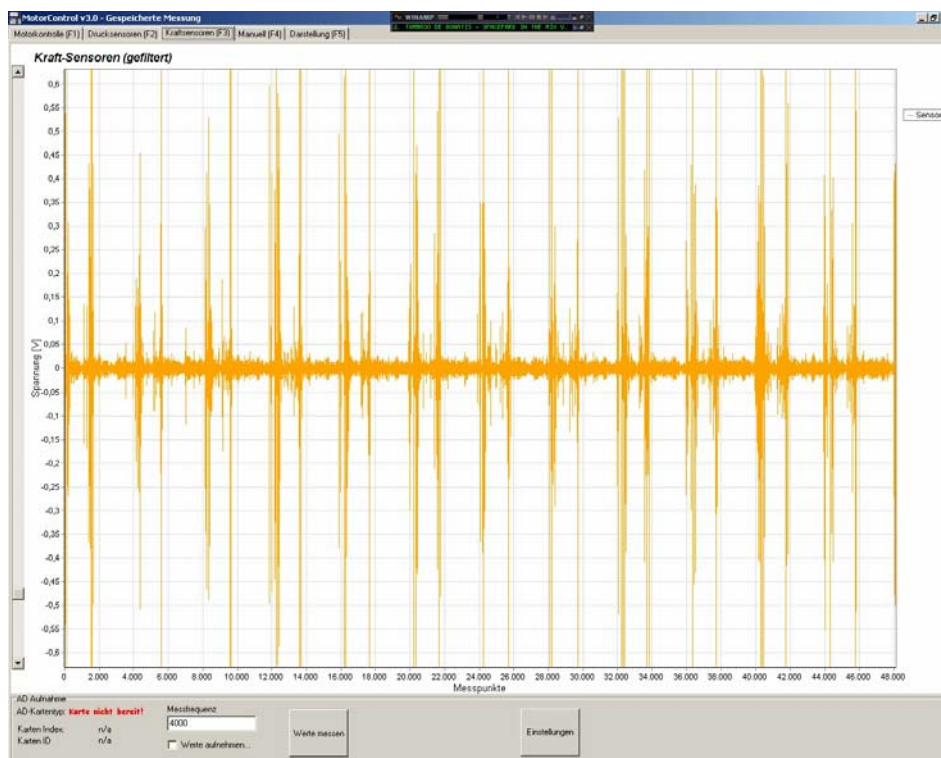 MotorControl v3.0 - Gespeicherte Messung
WINAMP
Motorkontrolle (F1) Drucksensoren (F2) Kraftsensoren (F3) Manuell (F4) Darstellung (F5)
Kraft-Sensoren (gefiltert)
0,6
0,55
0,5
0,45
0,4
0,35
0,3
0,25
0,2
0,15
0,1
0,05
0
-0,05
-0,1
-0,15
-0,2
-0,25
-0,3
-0,35
-0,4
-0,45
-0,5
-0,55
-0,6
Spannung [V]
Sensor
0 2.000 4.000 6.000 8.000 10.000 12.000 14.000 16.000 18.000 20.000 22.000 24.000 26.000 28.000 30.000 32.000 34.000 36.000 38.000 40.000 42.000 44.000 46.000 48.000
Messpunkte
AD Aufnahme
AD-Kartentyp: Karte nicht bereit!
Karten Index: n/a
Karten ID n/a
Messfrequenz
4000
Werte aufnehmen...
Werte messen
Einstellungen